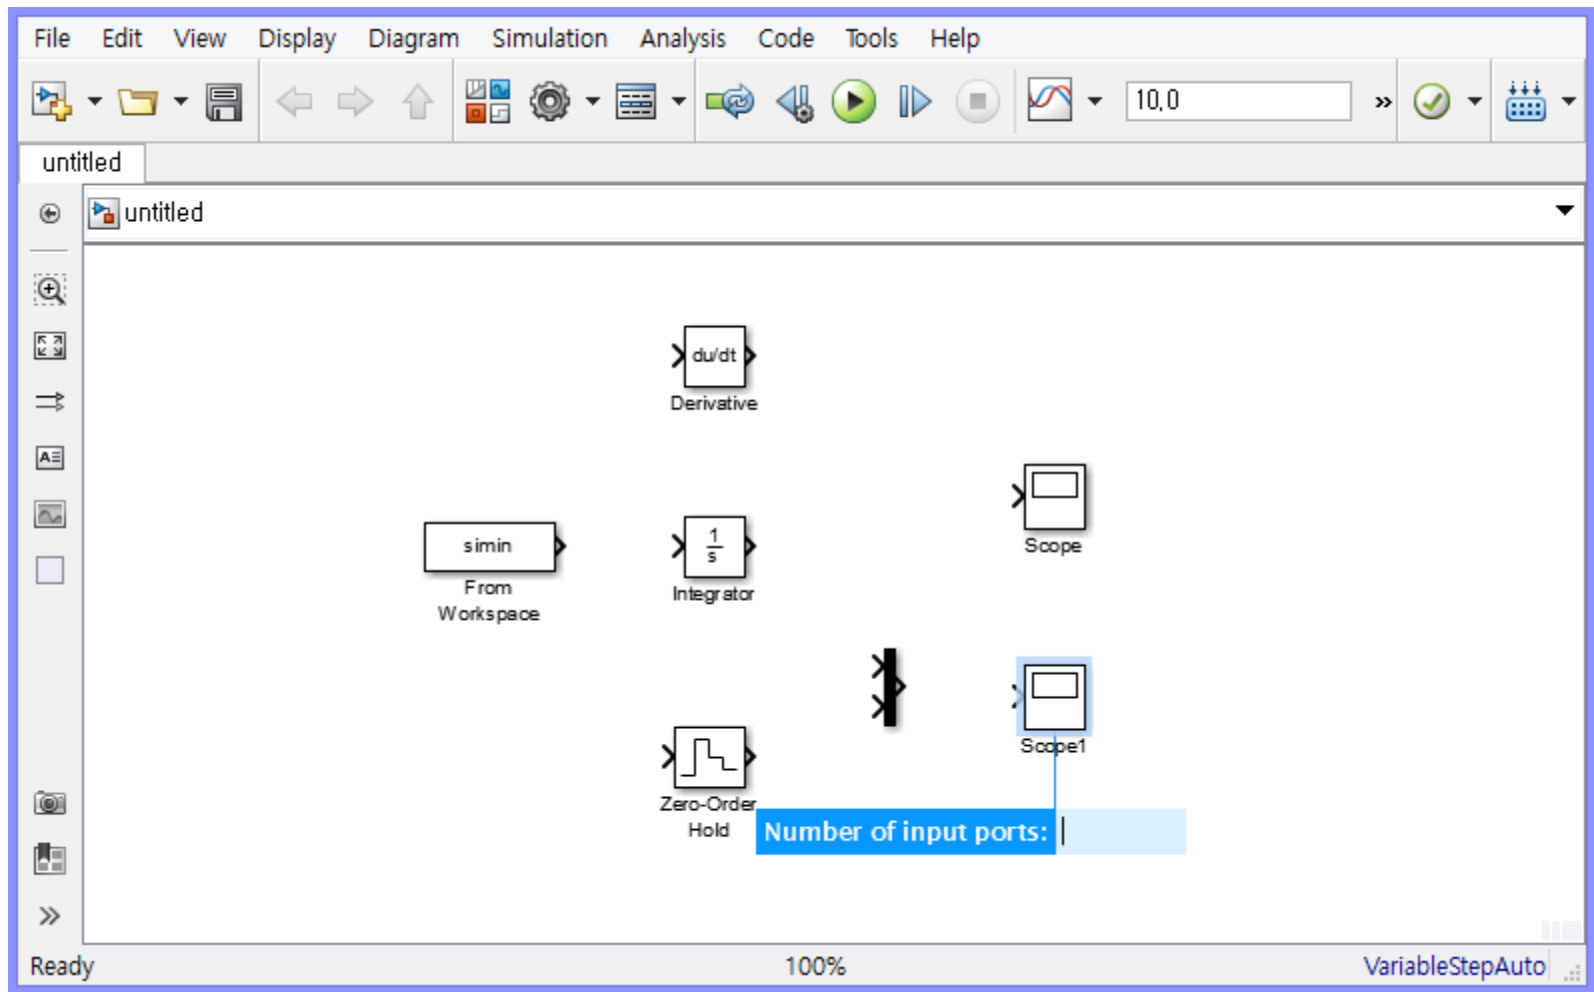 File Edit View Display Diagram Simulation Analysis Code Tools Help
10,0
untitled
untitled
du/dt
Derivative
Scope
simin
From
Workspace
1
s
Integrator
Scope1
Zero-Order
Hold
Number of input ports:
Ready 100% VariableStepAuto